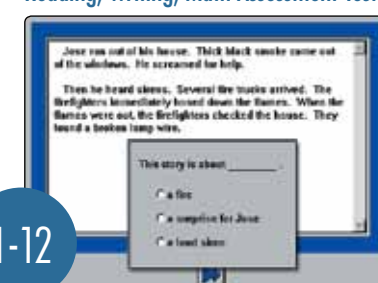 Reading, Writing, Math Assessment
Jose ran out of his house. Thick black smoke came out
of the windows. He screamed for help.
Then he heard sirens. Several fire trucks arrived. The
firefighters immediately hosed down the flames. When the
flames were out, the firefighters checked the house. They
found a broken lamp wire.
This story is about ________ .
a fire
a surprise for Jose
a loud siren
-12